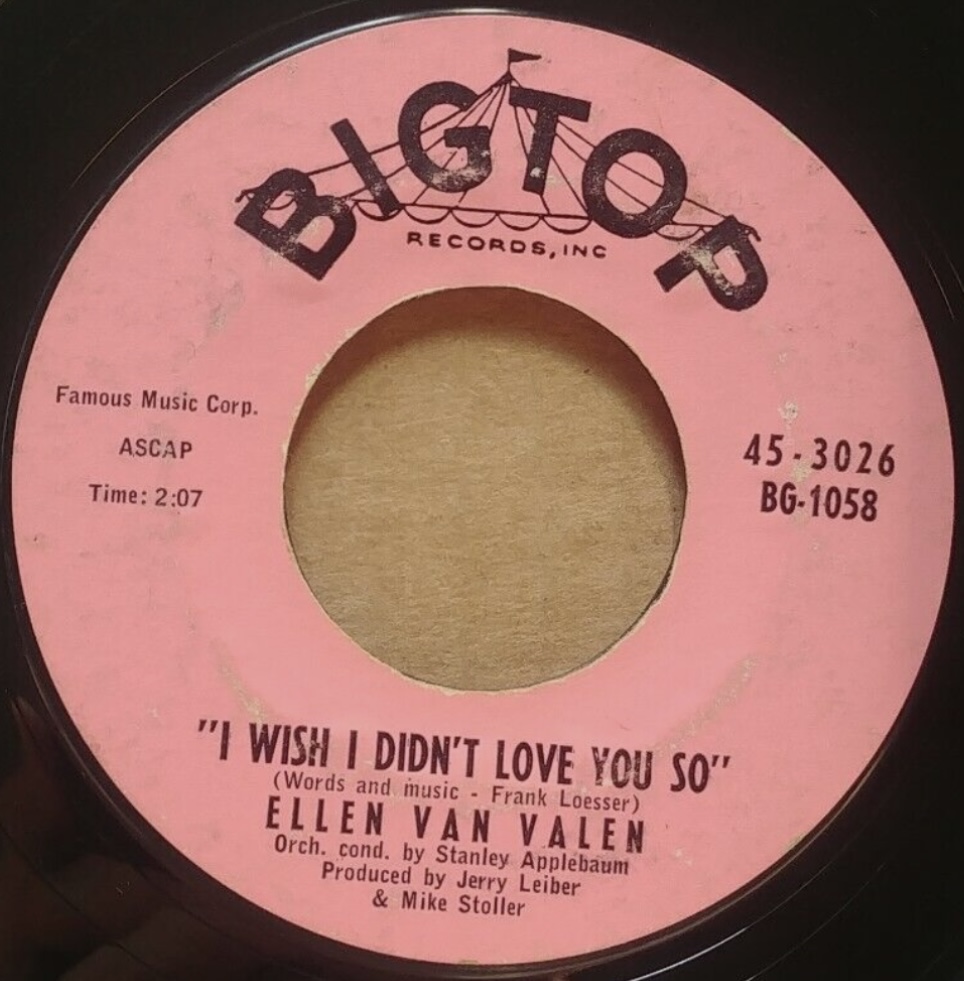 BIGTOP
RECORDS, INC
Famous Music Corp.
ASCAP
Time: 2:07
45-3026
BG-1058
"I WISH I DIDN'T LOVE YOU SO"
(Words and music - Frank Loesser)
ELLEN VAN VALEN
Orch. cond. by Stanley Applebaum
Produced by Jerry Leiber
& Mike Stoller